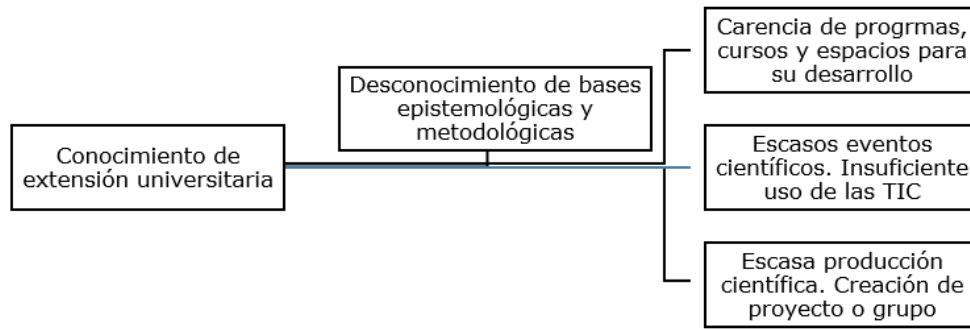 Conocimiento de
extensión universitaria
Desconocimiento de bases
epistemológicas y
metodológicas
Carencia de progrmas,
cursos y espacios para
su desarrollo
Escasos eventos
científicos. Insuficiente
uso de las TIC
Escasa producción
científica. Creación de
proyecto o grupo